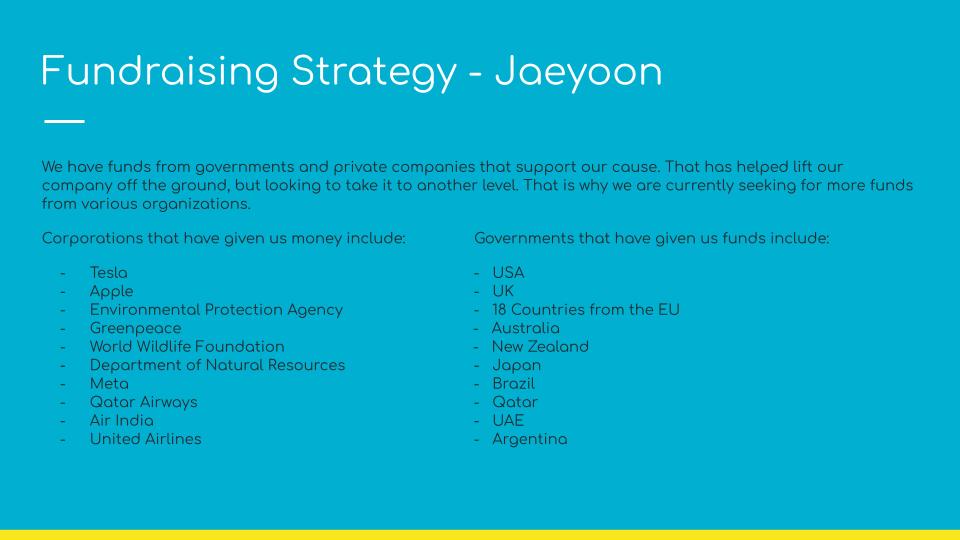 Fundraising Strategy - Jaeyoon
We have funds from governments and private companies that support our cause. That has helped lift our
company off the ground, but looking to take it to another level. That is why we are currently seeking for more funds
from various organizations.
Corporations that have given us money include:
- Tesla
- Apple
- Environmental Protection Agency
- Greenpeace
- World Wildlife Foundation
- Department of Natural Resources
- Meta
- Qatar Airways
- Air India
- United Airlines
Governments that have given us funds include:
- USA
- UK
- 18 Countries from the EU
- Australia
- New Zealand
- Japan
- Brazil
- Qatar
- UAE
- Argentina